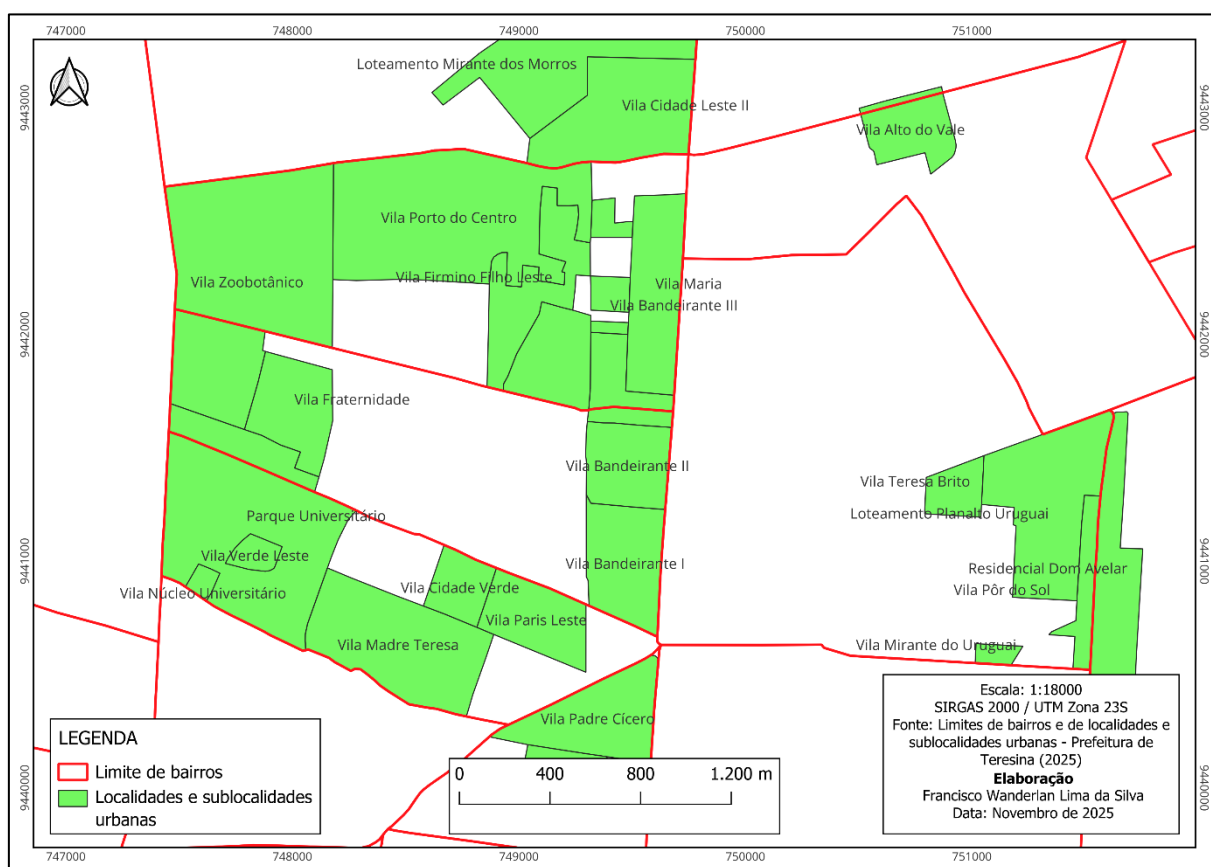 747000 748000 749000 750000 751000
9443000
9443000
Loteamento Mirante dos Morros
Vila Cidade Leste II
Vila Alto do Vale
Vila Porto do Centro
Vila Firmino Filho Leste
Vila Zoobotânico
Vila Maria
Vila Bandeirante III
9442000
9442000
Vila Fraternidade
Vila Bandeirante II
Vila Teresa Brito
Loteamento Planalto Uruguai
Parque Universitário
Vila Verde Leste
Vila Bandeirante I
Residencial Dom Avelar
9441000
9441000
Vila Núcleo Universitário
Vila Cidade Verde
Vila Pôr do Sol
Vila Paris Leste
Vila Madre Teresa
Vila Mirante do Uruguai
Vila Padre Cícero
LEGENDA
Limite de bairros
Localidades e sublocalidades
urbanas
0 400 800 1.200 m
Escala: 1:18000
SIRGAS 2000 / UTM Zona 23S
Fonte: Limites de bairros e de localidades e
sublocalidades urbanas - Prefeitura de
Teresina (2025)
Elaboração
Francisco Wanderlan Lima da Silva
Data: Novembro de 2025
9440000
9440000
747000 748000 749000 750000 751000